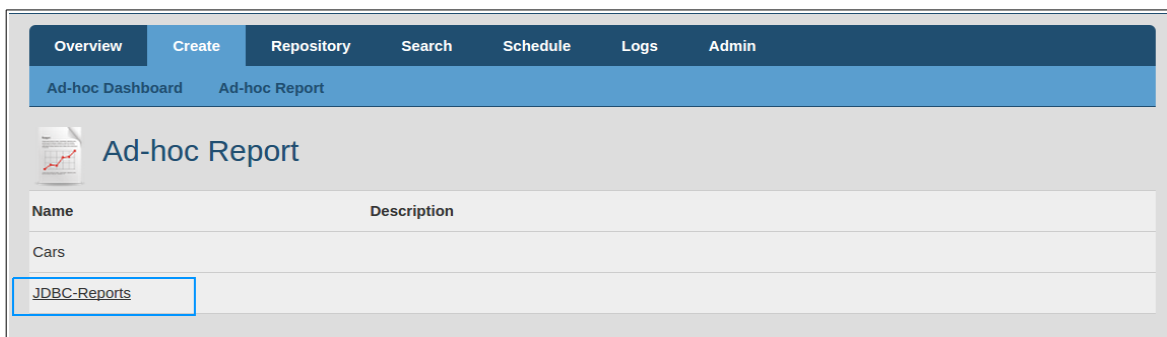 Overview Create Repository Search Schedule Logs Admin
Ad-hoc Dashboard Ad-hoc Report
Ad-hoc Report
Name Description
Cars
JDBC-Reports